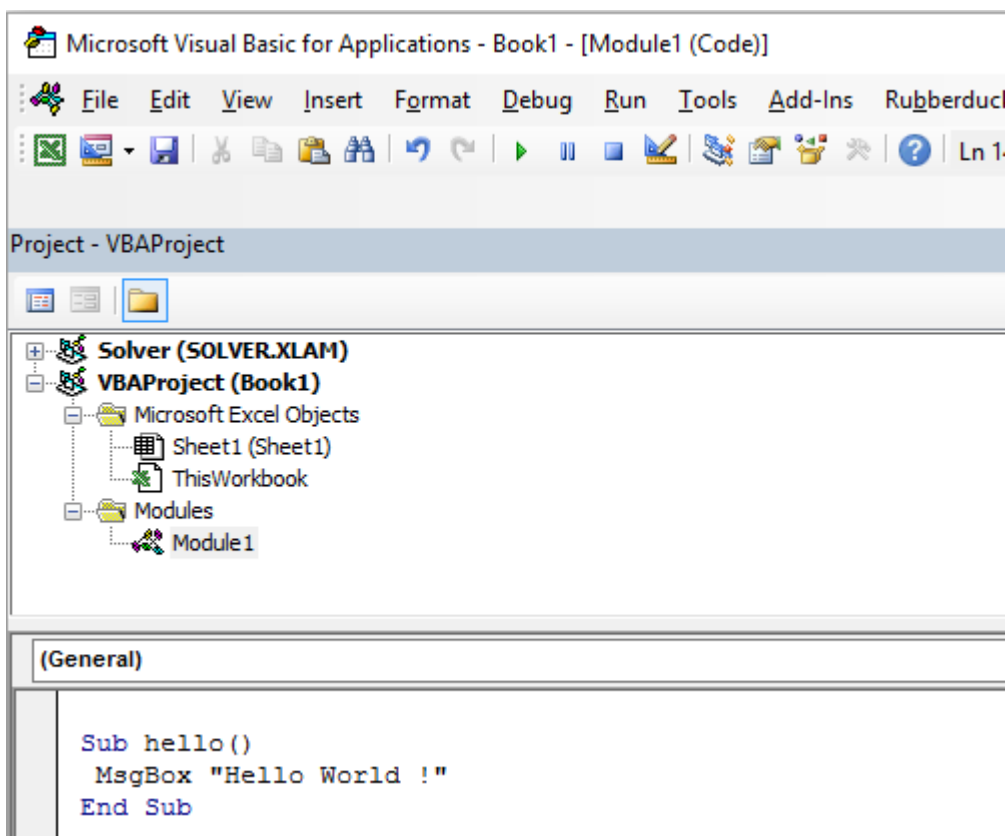 Microsoft Visual Basic for Applications - Book1 - [Module1 (Code)]
File Edit View Insert Format Debug Run Tools Add-Ins
Ln
Project - VBAProject
Solver (SOLVER.XLAM)
VBAProject (Book1)
Microsoft Excel Objects
Sheet1 (Sheet1)
ThisWorkbook
Modules
Module1
(General)
Sub hello()
MsgBox "Hello World !"
End Sub